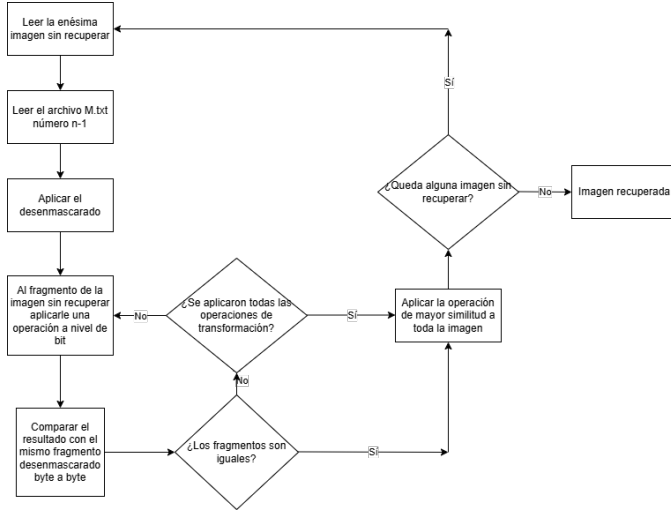 Leer la enésima
imagen sin recuperar
Sí
Leer el archivo M.txt
número n-1
¿Queda alguna imagen sin
recuperar?
No
Imagen recuperada
Aplicar el
desenmascarado
Al fragmento de la
imagen sin recuperar
aplicarle una
operación a nivel de
bit
No
¿Se aplicaron todas las
operaciones de
transformación?
Sí
Aplicar la operación
de mayor similitud a
toda la imagen
No
Comparar el
resultado con el
mismo fragmento
desenmascarado
byte a byte
¿Los fragmentos son
iguales?
Sí